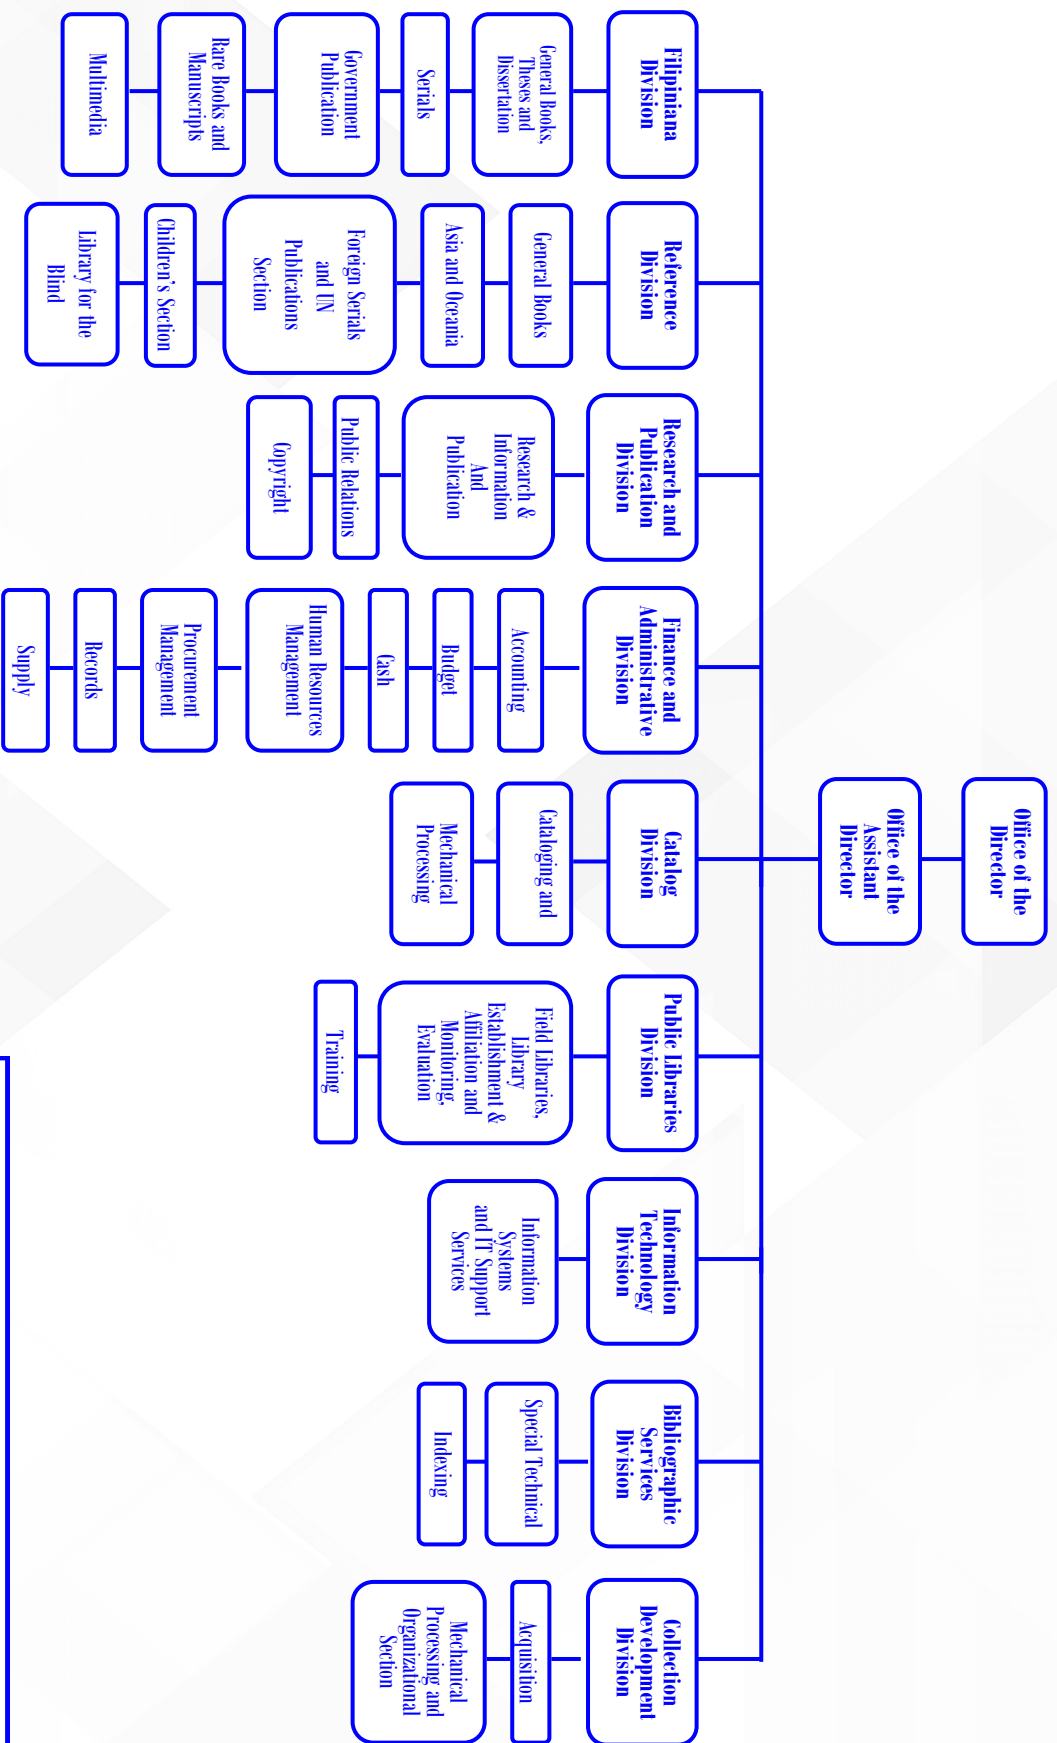 Office of the
Director
Office of the
Assistant
Director
Filipiniana
Division
General Books,
Theses and
Dissertation
Serials
Government
Publication
Rare Books and
Manuscripts
Multimedia
Reference
Division
General Books
Asia and Oceania
Foreign Serials
and UN
Publications
Section
Children's Section
Library for the
Blind
Research and
Publication
Division
Research &
Information
And
Publication
Public Relations
Copyright
Finance and
Administrative
Division
Accounting
Budget
Cash
Human Resources
Management
Procurement
Management
Records
Supply
Catalog
Division
Cataloging and
Mechanical
Processing
Public Libraries
Division
Field Libraries,
Library
Establishment &
Affiliation and
Monitoring,
Evaluation
Training
Information
Technology
Division
Information
Systems
and IT Support
Services
Bibliographic
Services
Division
Special Technical
Indexing
Collection
Development
Division
Acquisition
Mechanical
Processing and
Organizational
Section